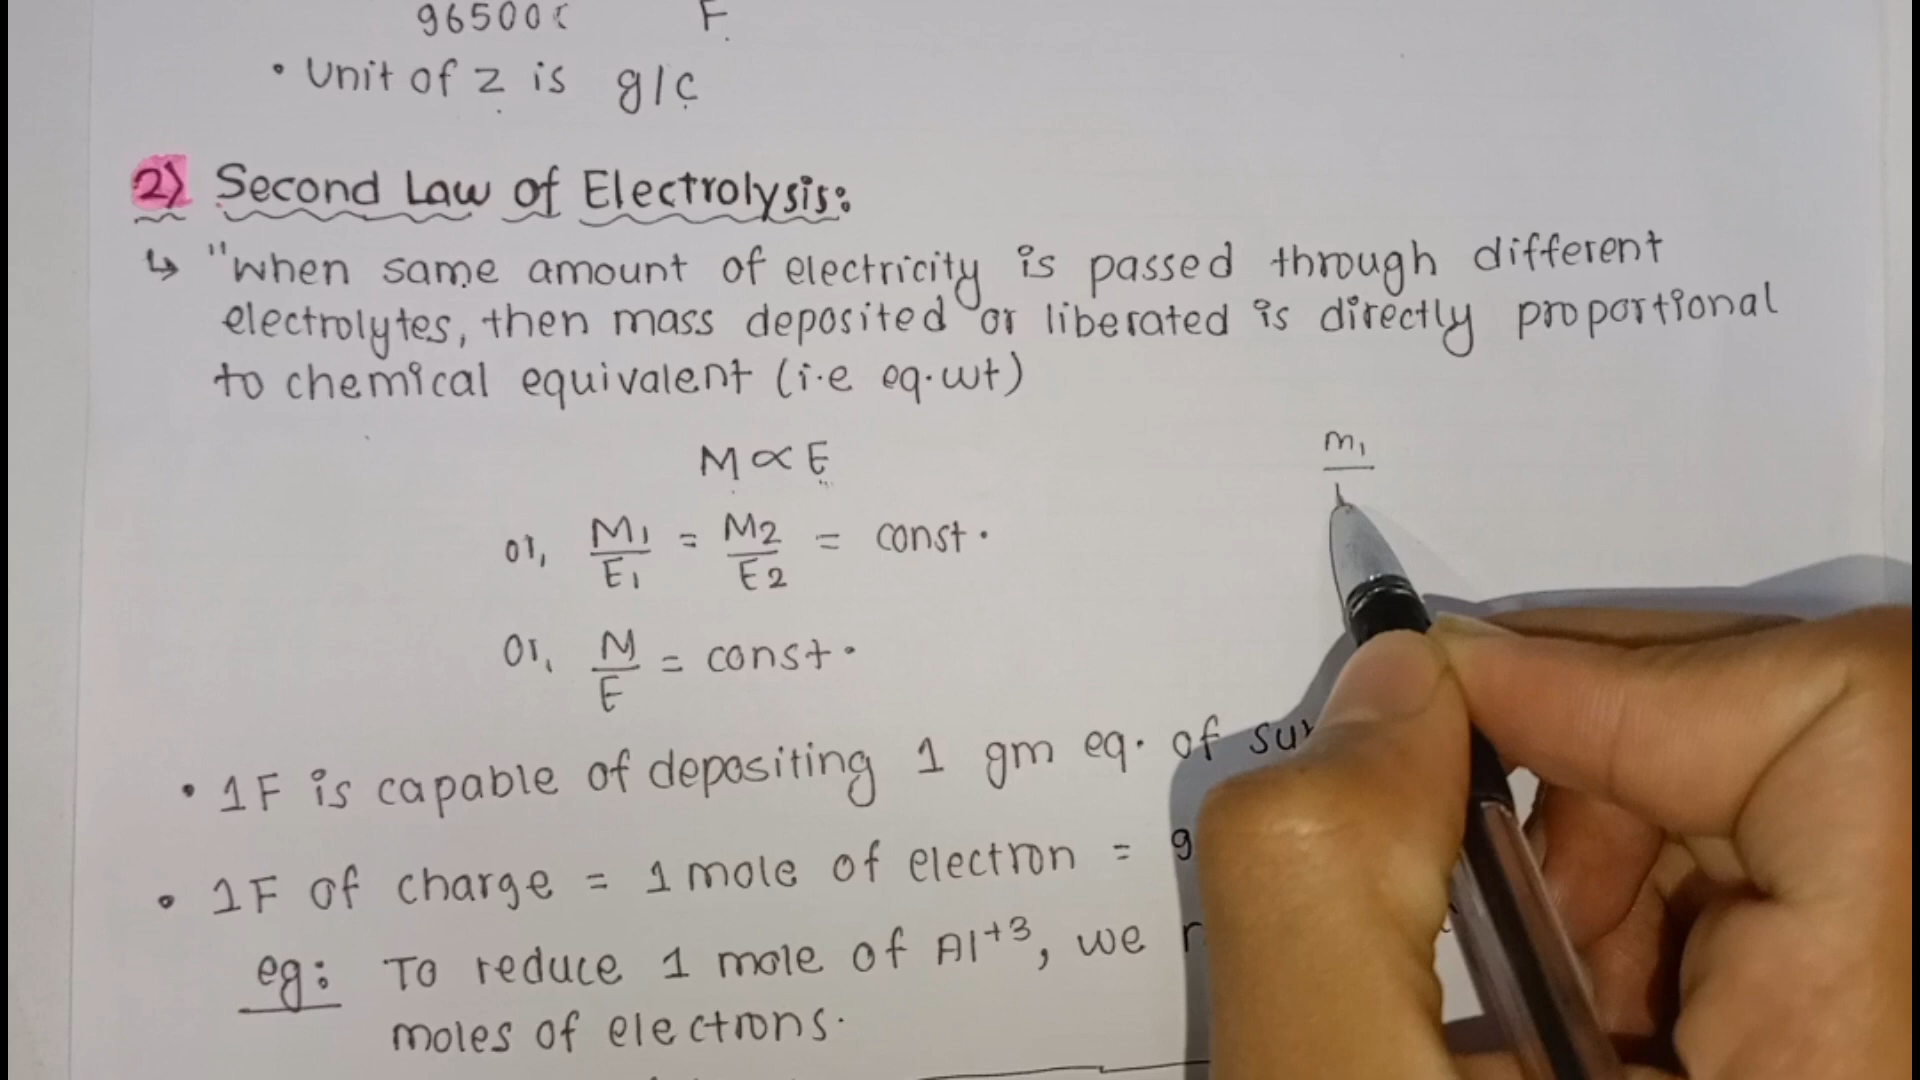 96500c F
• Unit of z is g/c
2) Second Law of Electrolysis:
↳ "when same amount of electricity is passed through different
electrolytes, then mass deposited or liberated is directly proportional
to chemical equivalent (i.e eq.wt)
M ∝ E
m₁
or, M₁/E₁ = M₂/E₂ = const.
or, M/E = const.
• 1F is capable of depositing 1 gm eq. of
• 1F of charge = 1 mole of electron =
eg: To reduce 1 mole of Al⁺³, we
moles of electrons.